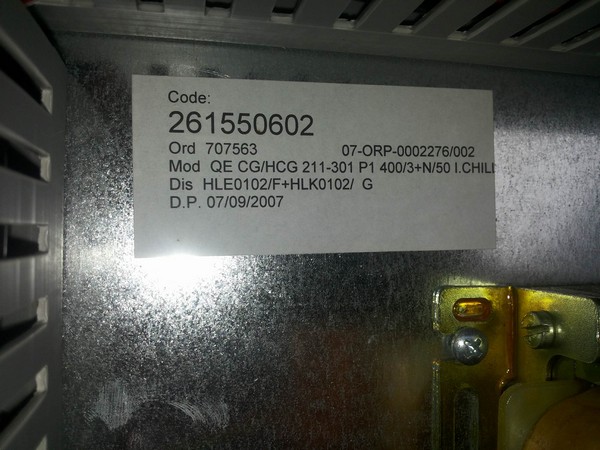 Code:
261550602
Ord 707563 07-ORP-0002276/002
Mod QE CG/HCG 211-301 P1 400/3+N/50 I.CHIL
Dis HLE0102/F+HLK0102/ G
D.P. 07/09/2007